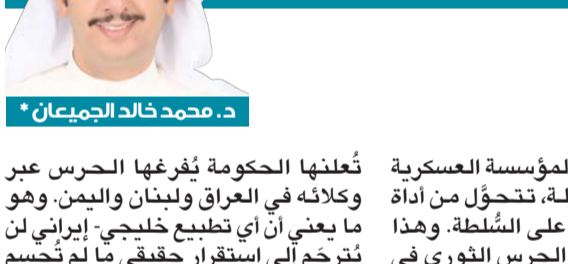 د. محمد خالد الجميعان *
لمؤسسة العسكرية
لة، تتحوَّل من أداة
على السُّلطة. وهذا
الحرس الثوري في
تُعلنها الحكومة يُفرغها الحرس عبر
وكلائه في العراق ولبنان واليمن. وهو
ما يعني أن أي تطبيع خليجي- إيراني لن
يُترجَم إلى استقرار حقيقي ما لم تُحسم